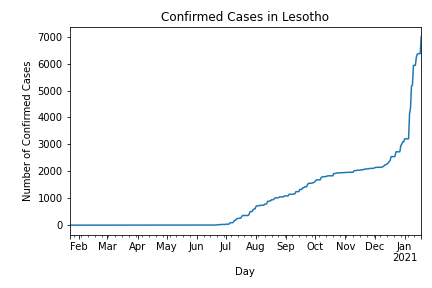 Confirmed Cases in Lesotho
Number of Confirmed Cases
7000
6000
5000
4000
3000
2000
1000
0
Feb Mar Apr May Jun Jul Aug Sep Oct Nov Dec Jan
2021
Day